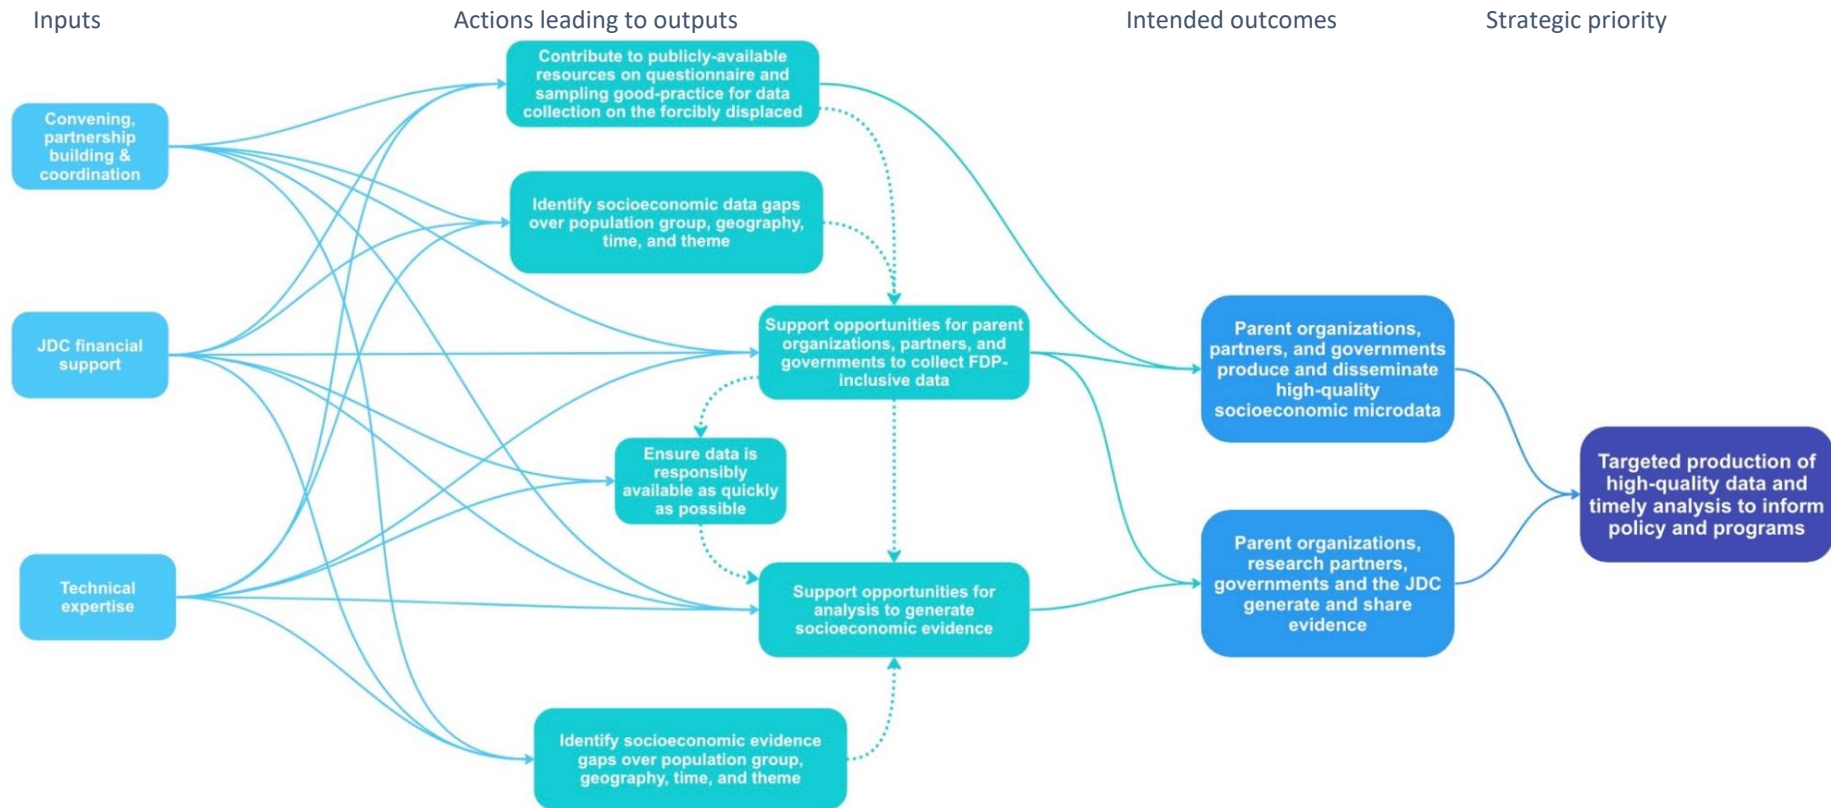 Inputs
Actions leading to outputs
Intended outcomes
Strategic priority
Convening,
partnership
building &
coordination
JDC financial
support
Technical
expertise
Contribute to publicly-available
resources on questionnaire and
sampling good-practice for data
collection on the forcibly displaced
Identify socioeconomic data gaps
over population group, geography,
time, and theme
Support opportunities for parent
organizations, partners, and
governments to collect FDP-
inclusive data
Ensure data is
responsibly
available as quickly
as possible
Support opportunities for
analysis to generate
socioeconomic evidence
Identify socioeconomic evidence
gaps over population group,
geography, time, and theme
Parent organizations,
partners, and governments
produce and disseminate
high-quality
socioeconomic microdata
Parent organizations,
research partners,
governments and the JDC
generate and share
evidence
Targeted production of
high-quality data and
timely analysis to inform
policy and programs